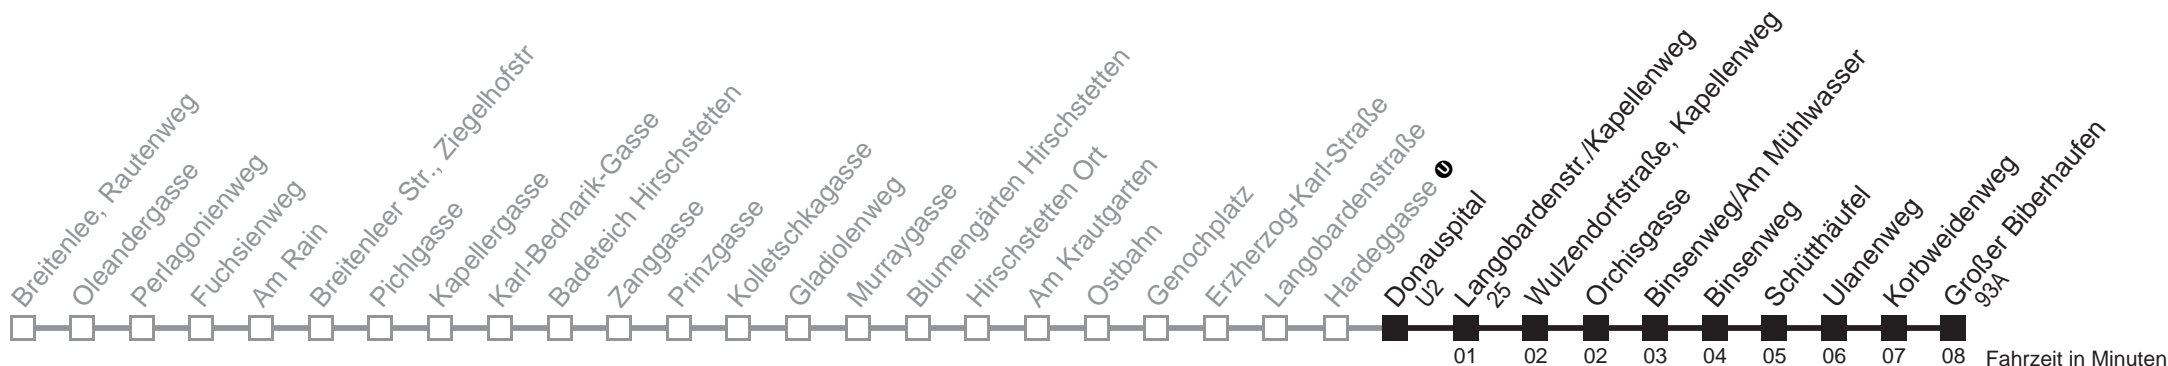 Breitenlee, Rautenweg
Oleandergasse
Perlagonienweg
Fuchsienweg
Am Rain
Breitenleer Str., Ziegelhofstr
Pichlgasse
Kapellergasse
Karl-Bednarik-Gasse
Badeteich Hirschstetten
Zanggasse
Prinzgasse
Kolletschkagasse
Gladiolenweg
Murraygasse
Blumengärten Hirschstetten
Hirschstetten Ort
Am Krautgarten
Ostbahn
Genochplatz
Erzherzog-Karl-Straße
Langobardenstraße
Hardeggasse U
Donauspital
U2
Langobardenstr./Kapellenweg
25
Wulzendorfstraße, Kapellenweg
Orchisgasse
Binsenweg/Am Mühlwasser
Binsenweg
Schütthäufel
Ulanenweg
Korbweidenweg
Großer Biberhaufen
93A
01 02 02 03 04 05 06 07 08 Fahrzeit in Minuten